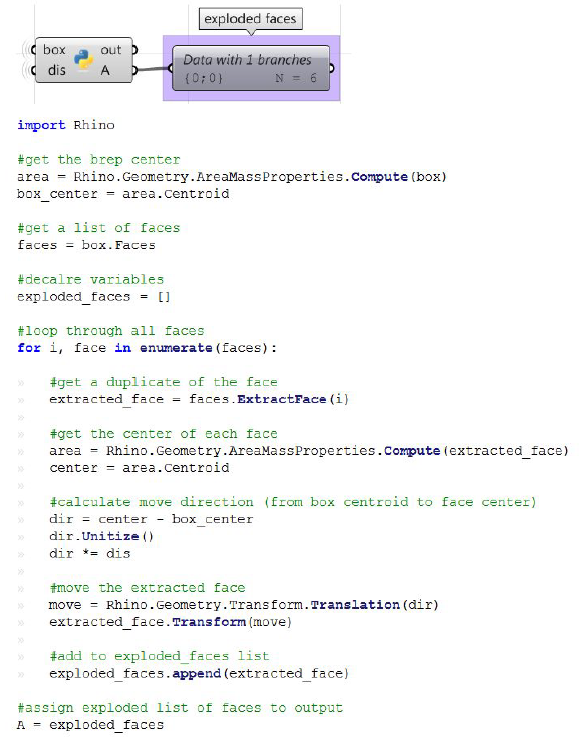 exploded faces
box out
dis A
Data with 1 branches
{0;0} N = 6
import Rhino
#get the brep center
area = Rhino.Geometry.AreaMassProperties.Compute(box)
box_center = area.Centroid
#get a list of faces
faces = box.Faces
#decalre variables
exploded_faces = []
#loop through all faces
for i, face in enumerate(faces):
» #get a duplicate of the face
» extracted_face = faces.ExtractFace(i)
»
» #get the center of each face
» area = Rhino.Geometry.AreaMassProperties.Compute(extracted_face)
» center = area.Centroid
»
» #calculate move direction (from box centroid to face center)
» dir = center - box_center
» dir.Unitize()
» dir *= dis
»
» #move the extracted face
» move = Rhino.Geometry.Transform.Translation(dir)
» extracted_face.Transform(move)
»
» #add to exploded_faces list
» exploded_faces.append(extracted_face)
#assign exploded list of faces to output
A = exploded_faces